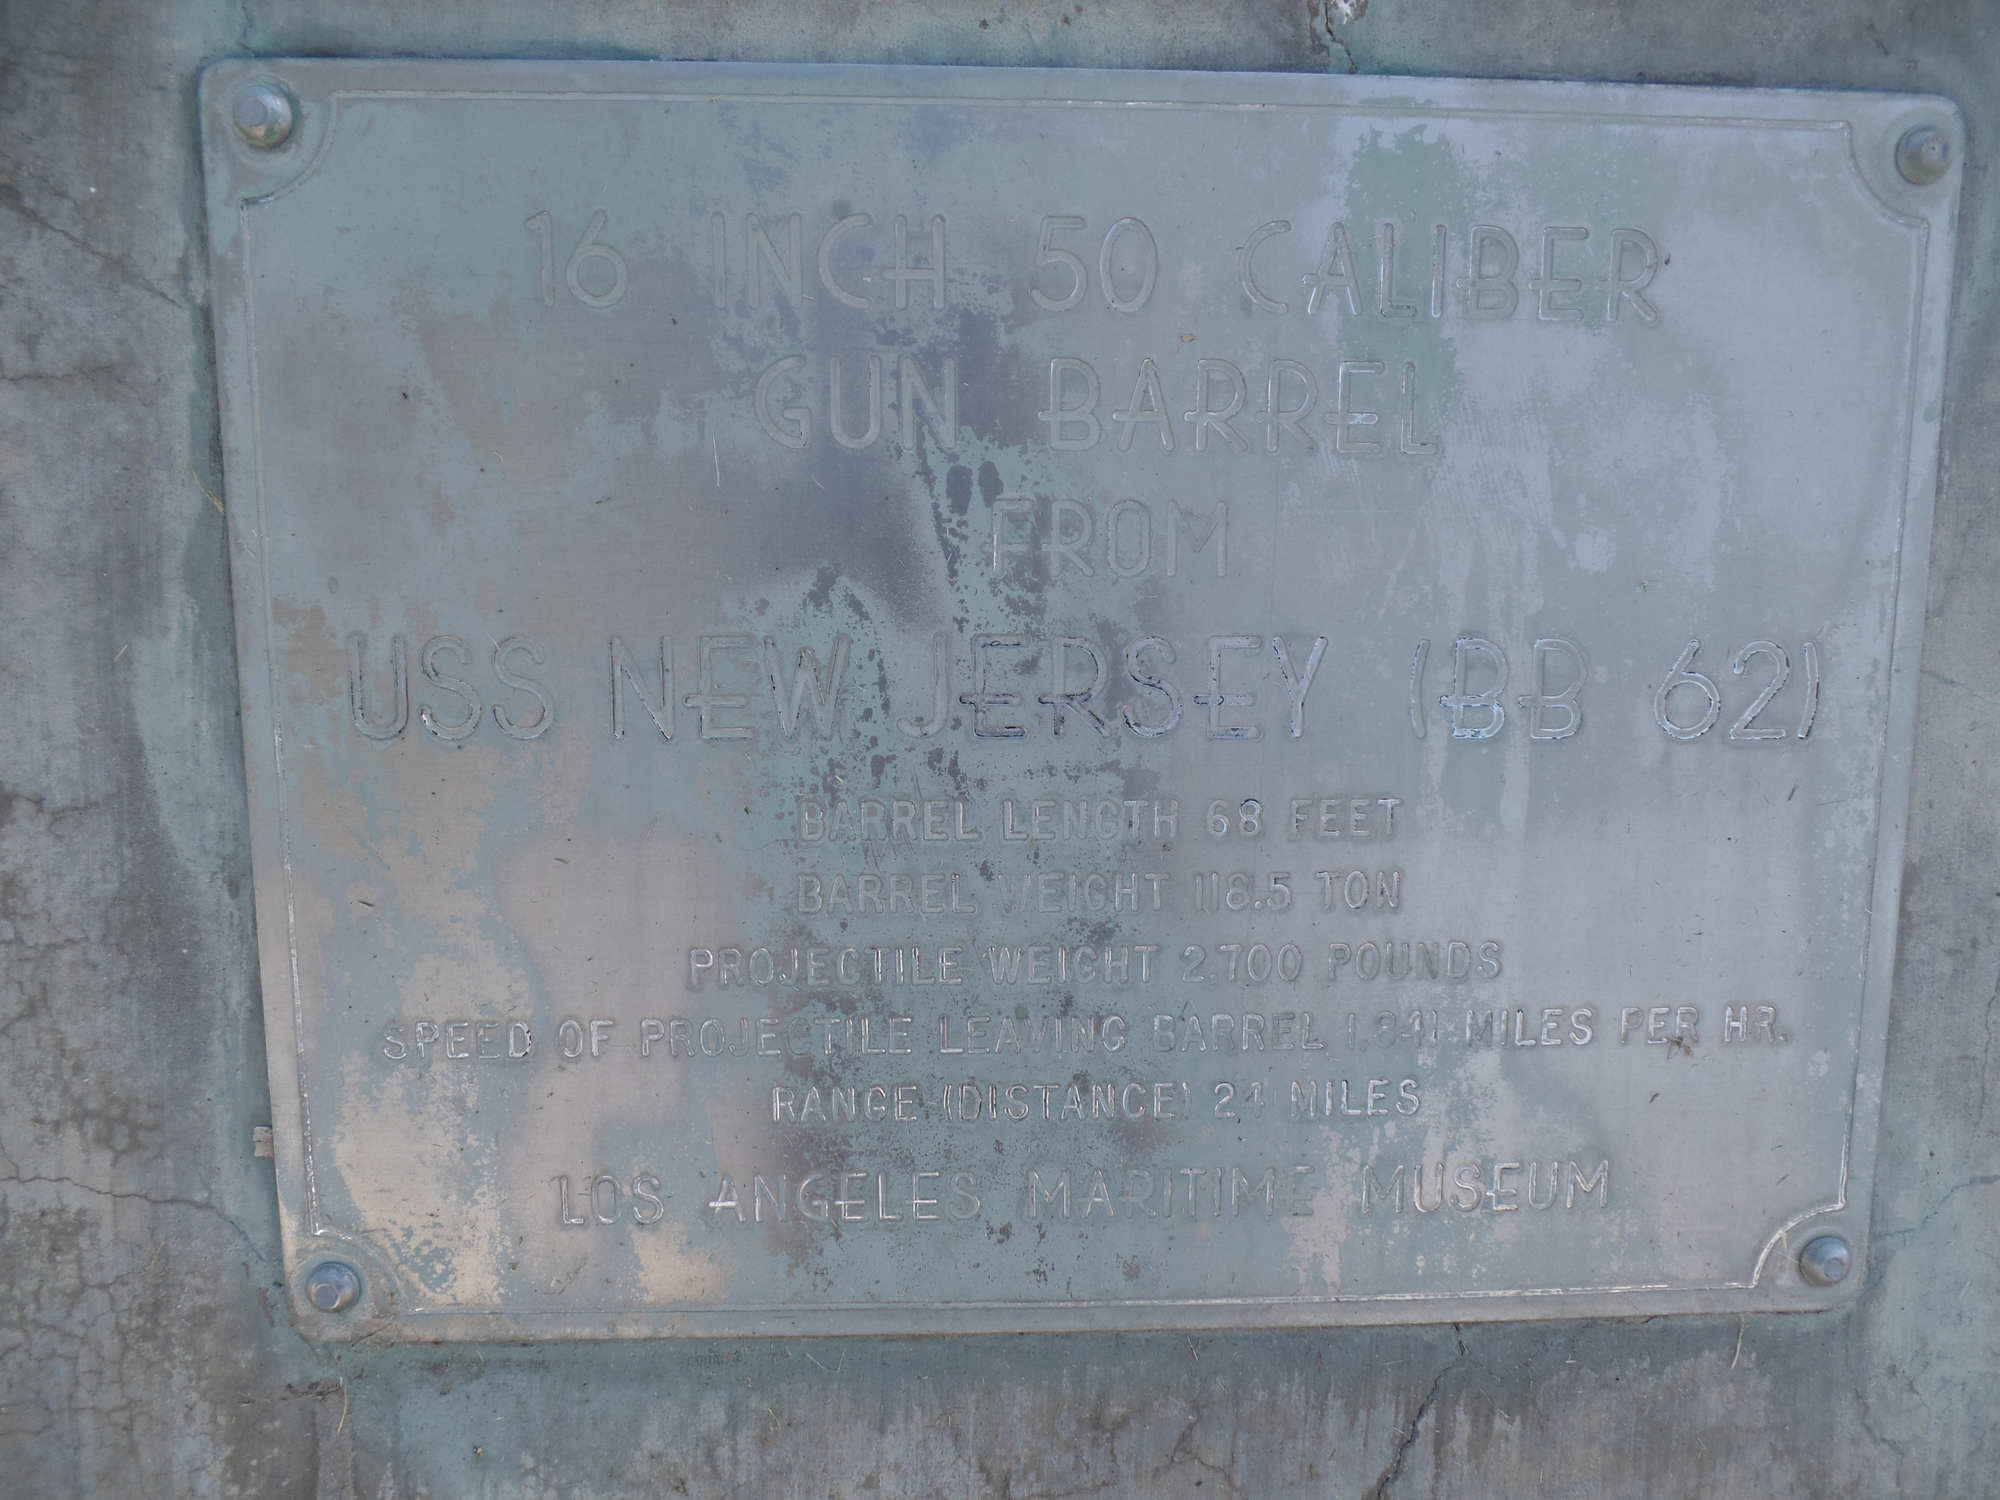 16 INCH 50 CALIBER
GUN BARREL
FROM
USS NEW JERSEY (BB 62)
BARREL LENGTH 68 FEET
BARREL WEIGHT 118.5 TON
PROJECTILE WEIGHT 2,700 POUNDS
SPEED OF PROJECTILE LEAVING BARREL MILES PER HR.
RANGE (DISTANCE) 24 MILES
LOS ANGELES MARITIME MUSEUM